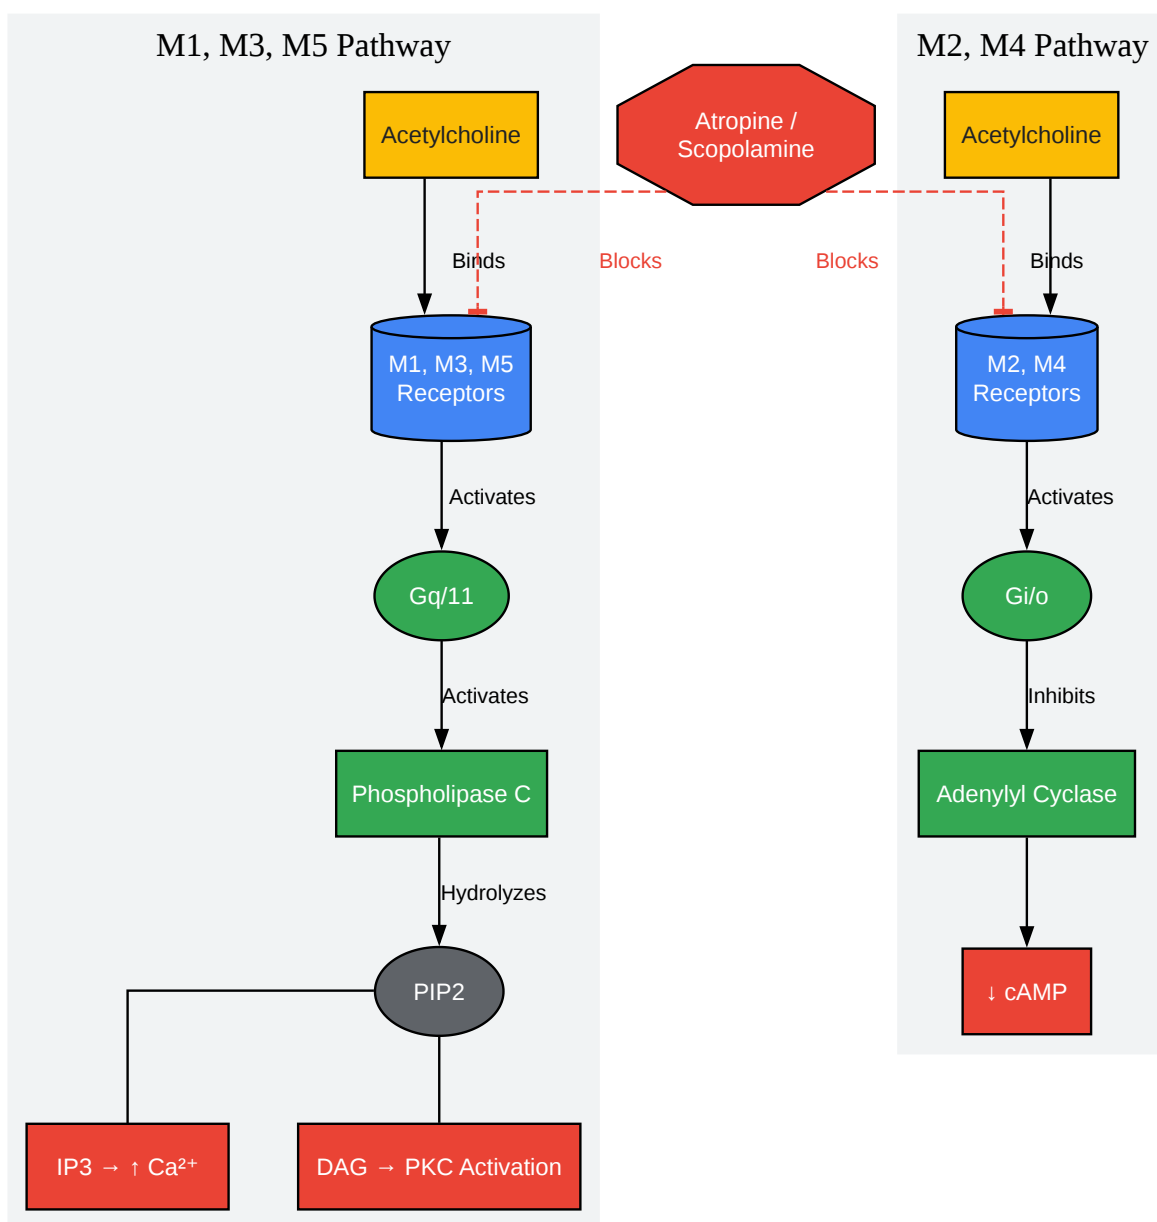 M1, M3, M5 Pathway
M2, M4 Pathway
Acetylcholine
Atropine /
Scopolamine
Acetylcholine
Binds
Blocks
Blocks
Binds
M1, M3, M5
Receptors
M2, M4
Receptors
Activates
Activates
Gq/11
Gi/o
Activates
Inhibits
Phospholipase C
Adenylyl Cyclase
Hydrolyzes
PIP2
↓ cAMP
IP3 → ↑ Ca²⁺
DAG → PKC Activation